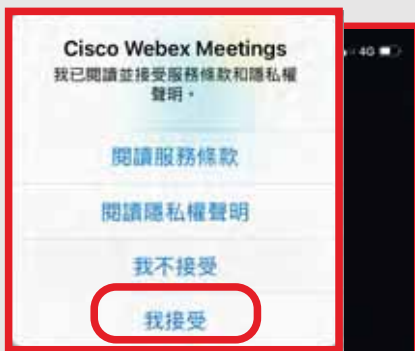 Cisco Webex Meetings
我已閱讀並接受服務條款和隱私權
聲明。
4G
閱讀服務條款
閱讀隱私權聲明
我不接受
我接受